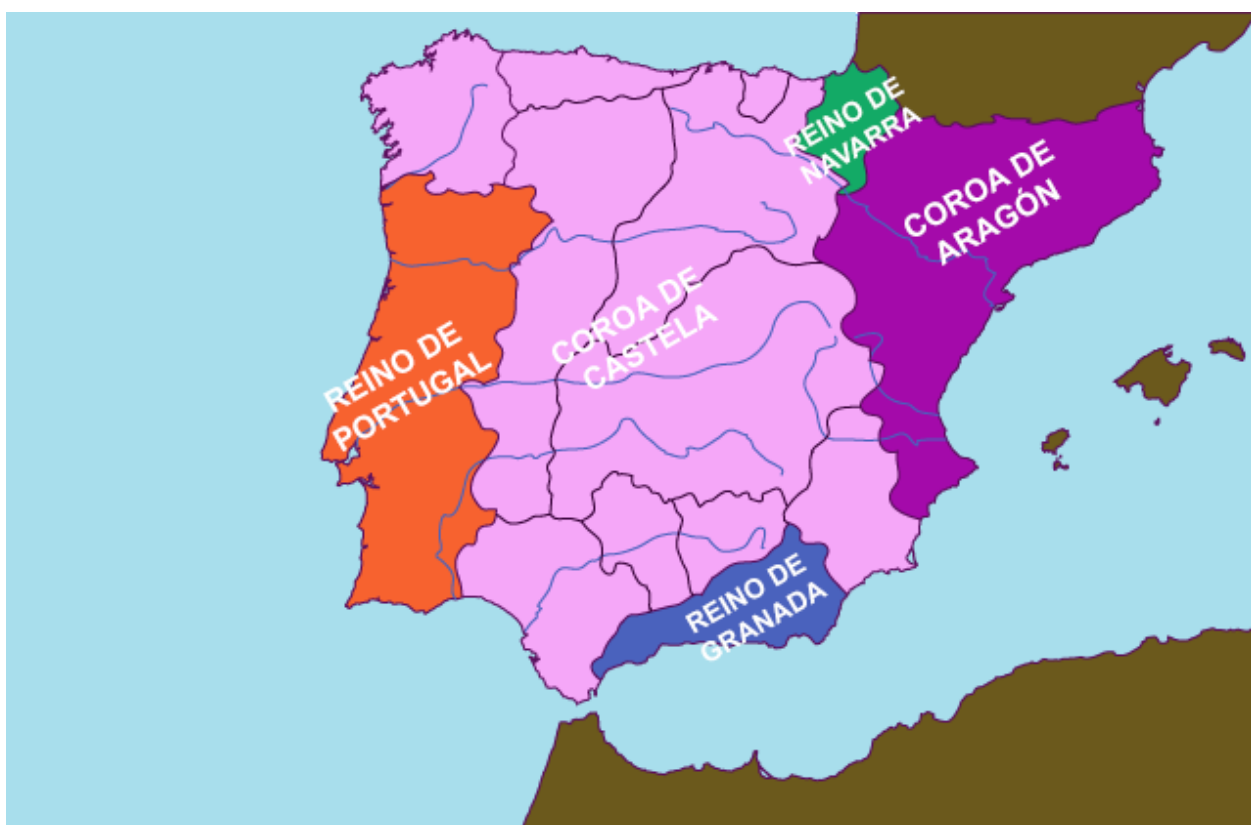 REINO DE
NAVARRA
COROA DE
ARAGÓN
COROA DE
CASTELA
REINO DE
PORTUGAL
REINO DE
GRANADA